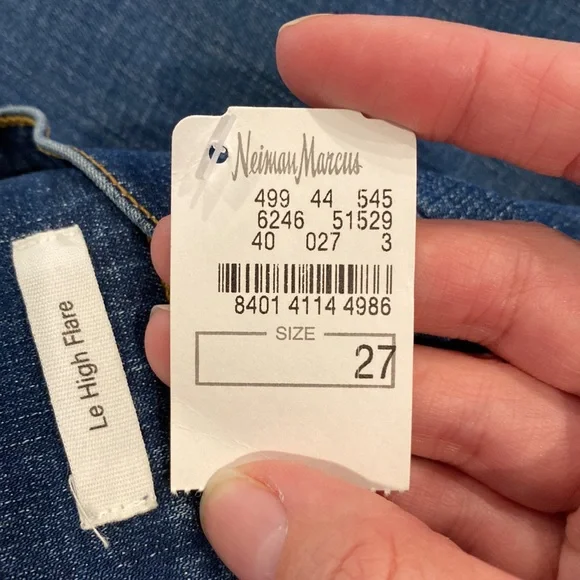 Neiman Marcus
499 44 545
6246 51529
40 027 3
8401 4114 4986
SIZE
27
Le High Flare